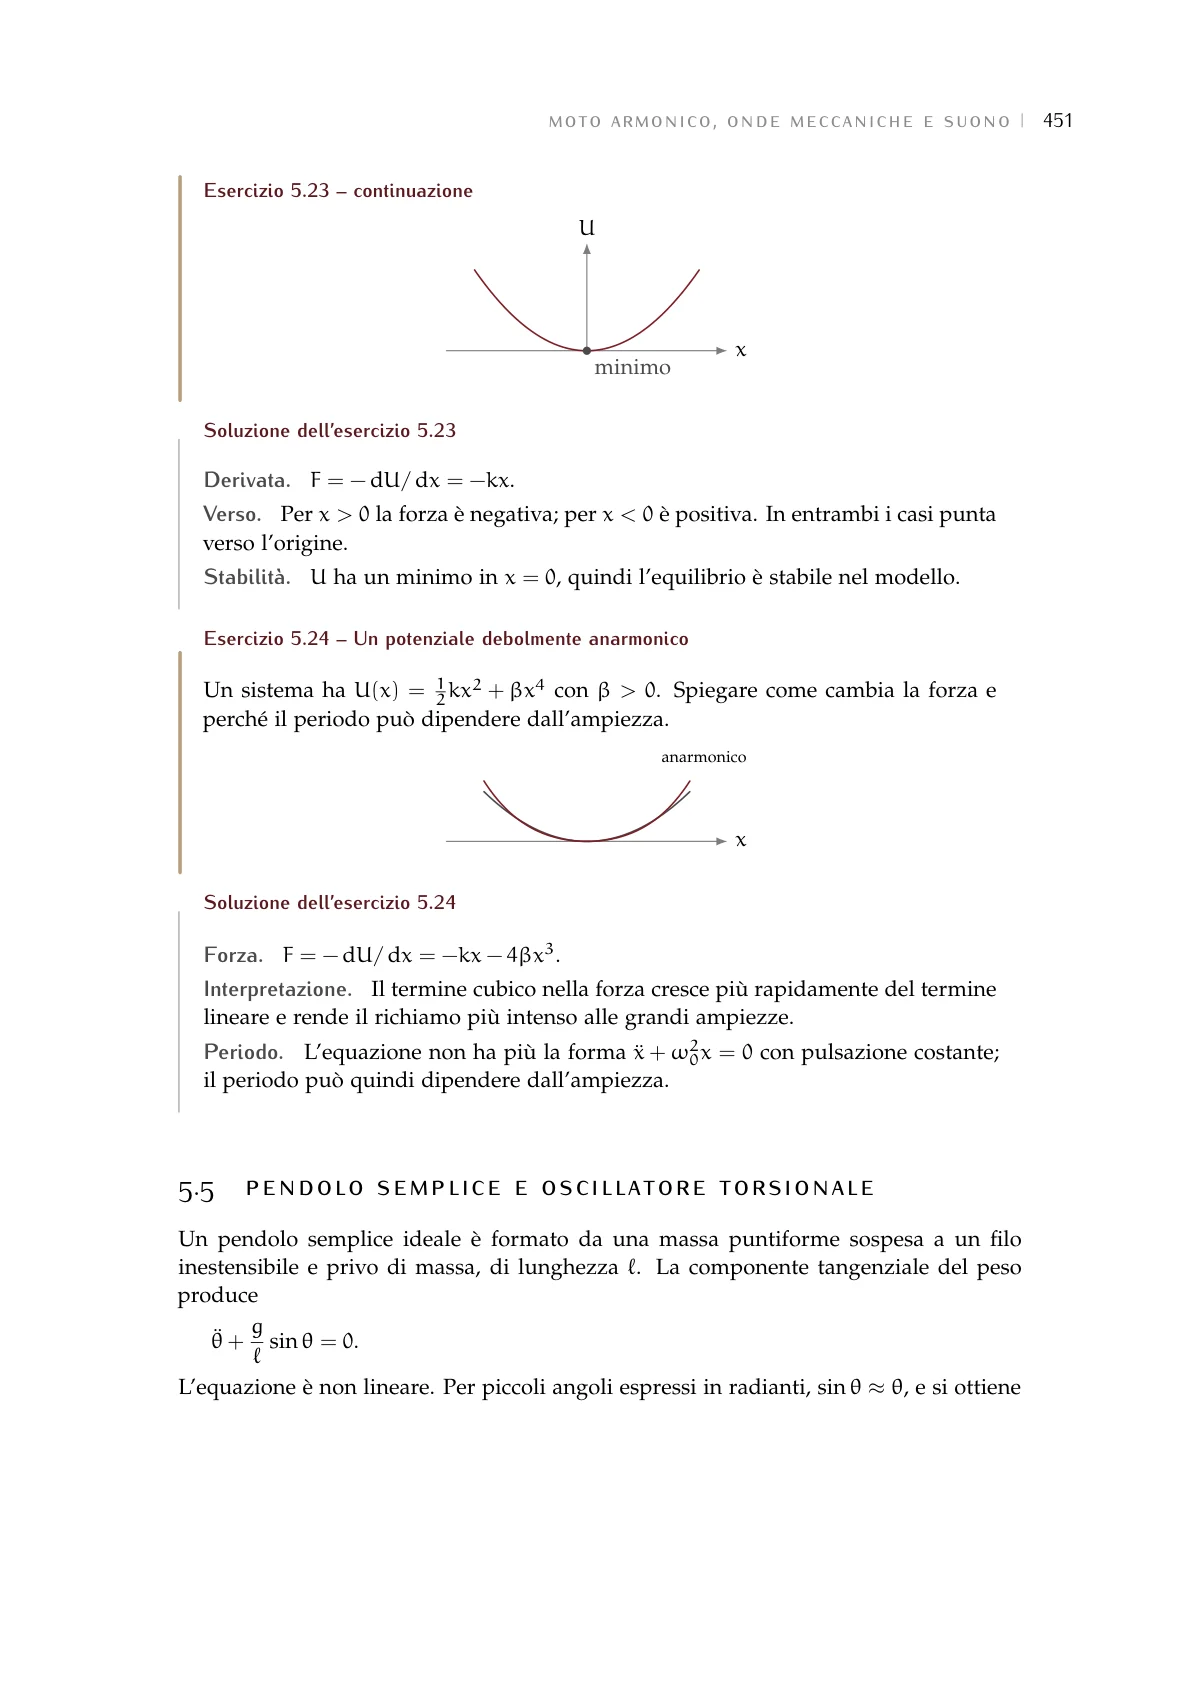 MOTO ARMONICO, ONDE MECCANICHE E SUONO | 451
Esercizio 5.23 – continuazione
U
x
minimo
Soluzione dell'esercizio 5.23
Derivata. F = − dU/ dx = −kx.
Verso. Per x > 0 la forza è negativa; per x < 0 è positiva. In entrambi i casi punta
verso l'origine.
Stabilità. U ha un minimo in x = 0, quindi l'equilibrio è stabile nel modello.
Esercizio 5.24 – Un potenziale debolmente anarmonico
Un sistema ha U(x) = ½kx² + βx⁴ con β > 0. Spiegare come cambia la forza e
perché il periodo può dipendere dall'ampiezza.
anarmonico
x
Soluzione dell'esercizio 5.24
Forza. F = − dU/ dx = −kx − 4βx³.
Interpretazione. Il termine cubico nella forza cresce più rapidamente del termine
lineare e rende il richiamo più intenso alle grandi ampiezze.
Periodo. L'equazione non ha più la forma ẍ + ω₀²x = 0 con pulsazione costante;
il periodo può quindi dipendere dall'ampiezza.
5.5 PENDOLO SEMPLICE E OSCILLATORE TORSIONALE
Un pendolo semplice ideale è formato da una massa puntiforme sospesa a un filo
inestensibile e privo di massa, di lunghezza ℓ. La componente tangenziale del peso
produce
θ̈ + g/ℓ sin θ = 0.
L'equazione è non lineare. Per piccoli angoli espressi in radianti, sin θ ≈ θ, e si ottiene